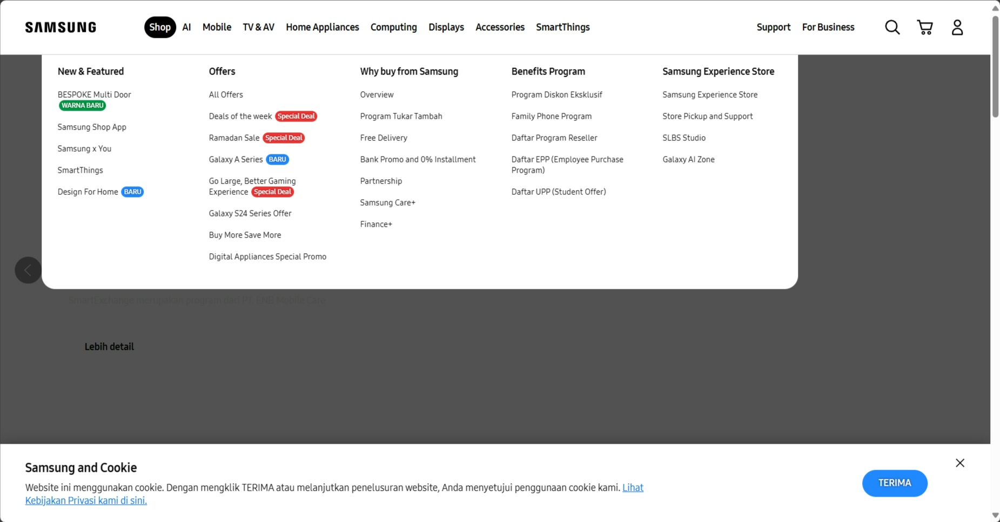 SAMSUNG
Shop AI Mobile TV & AV Home Appliances Computing Displays Accessories SmartThings Support For Business
New & Featured
BESPOKE Multi Door
WARNA BARU
Samsung Shop App
Samsung x You
SmartThings
Design For Home BARU
Offers
All Offers
Deals of the week Special Deal
Ramadan Sale Special Deal
Galaxy A Series BARU
Go Large, Better Gaming
Experience Special Deal
Galaxy S24 Series Offer
Buy More Save More
Digital Appliances Special Promo
Why buy from Samsung
Overview
Program Tukar Tambah
Free Delivery
Bank Promo and 0% Installment
Partnership
Samsung Care+
Finance+
Benefits Program
Program Diskon Eksklusif
Family Phone Program
Daftar Program Reseller
Daftar EPP (Employee Purchase
Program)
Daftar UPP (Student Offer)
Samsung Experience Store
Samsung Experience Store
Store Pickup and Support
SLBS Studio
Galaxy AI Zone
SmartExchange merupakan program dari PT. ENB Mobile Care
Lebih detail
Samsung and Cookie
Website ini menggunakan cookie. Dengan mengklik TERIMA atau melanjutkan penelusuran website, Anda menyetujui penggunaan cookie kami. Lihat
Kebijakan Privasi kami di sini.
TERIMA